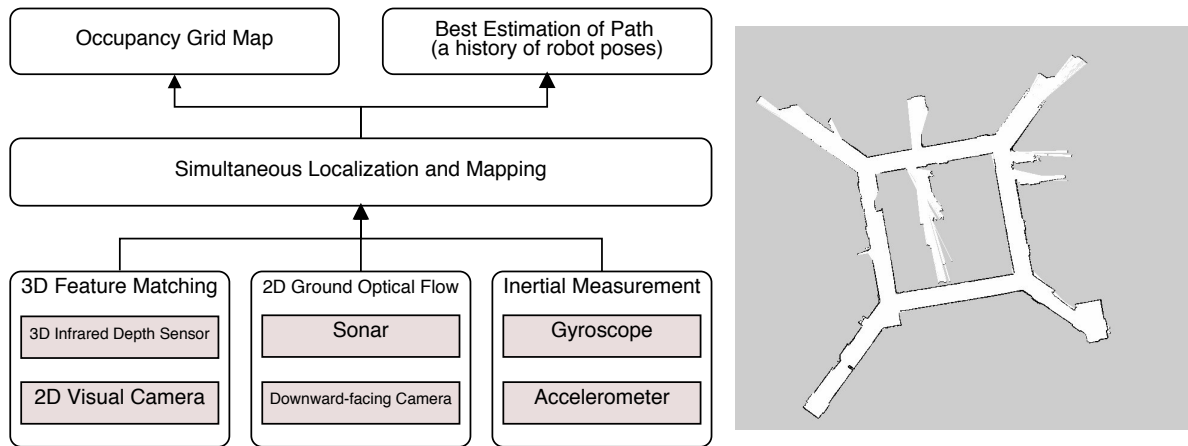 Occupancy Grid Map
Best Estimation of Path
(a history of robot poses)
Simultaneous Localization and Mapping
3D Feature Matching
3D Infrared Depth Sensor
2D Visual Camera
2D Ground Optical Flow
Sonar
Downward-facing Camera
Inertial Measurement
Gyroscope
Accelerometer